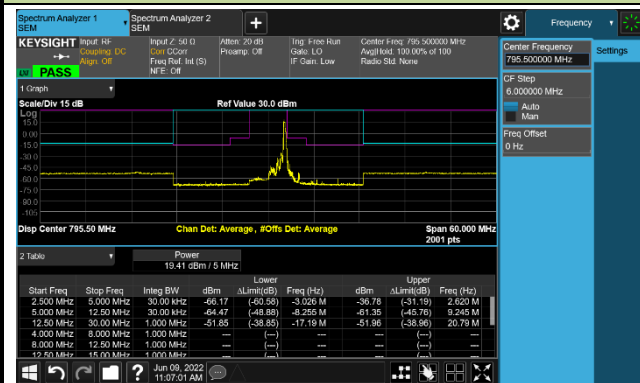 Spectrum Analyzer 1
SEM
Spectrum Analyzer 2
SEM
+
Frequency
KEYSIGHT
Input: RF
Coupling: DC
Align: Off
Input Z: 50 Ω
Corr CCorr
Freq Ref: Int (S)
NFE: Off
Atten: 20 dB
Preamp: Off
Trig: Free Run
Gate: LO
IF Gain: Low
Center Freq: 795.500000 MHz
Avg|Hold: 100.00% of 100
Radio Std: None
PASS
Center Frequency
795.500000 MHz
Settings
CF Step
6.000000 MHz
Auto
Man
Freq Offset
0 Hz
1 Graph
Scale/Div 15 dB
Ref Value 30.0 dBm
Log
15.0
0.00
-15.0
-30.0
-45.0
-60.0
-105
Disp Center 795.50 MHz
Chan Det: Average , #Offs Det: Average
Span 60.000 MHz
2001 pts
2 Table
Power
19.41 dBm / 5 MHz
Lower Upper
Start Freq Stop Freq Integ BW dBm ΔLimit(dB) Freq (Hz) dBm ΔLimit(dB) Freq (Hz)
2.500 MHz 5.000 MHz 30.00 kHz -66.17 (-60.58) -3.026 M -36.78 (-31.19) 2.620 M
5.000 MHz 12.50 MHz 30.00 kHz -64.47 (-48.88) -8.255 M -61.35 (-45.76) 9.245 M
12.50 MHz 30.00 MHz 1.000 MHz -51.85 (-38.85) -17.19 M -51.96 (-38.96) 20.79 M
4.000 MHz 8.000 MHz 1.000 MHz --- (---) --- (---) ---
8.000 MHz 12.50 MHz 1.000 MHz --- (---) --- (---) ---
12.50 MHz 15.00 MHz 1.000 MHz --- (---) --- (---) ---
?
Jun 09, 2022
11:07:01 AM